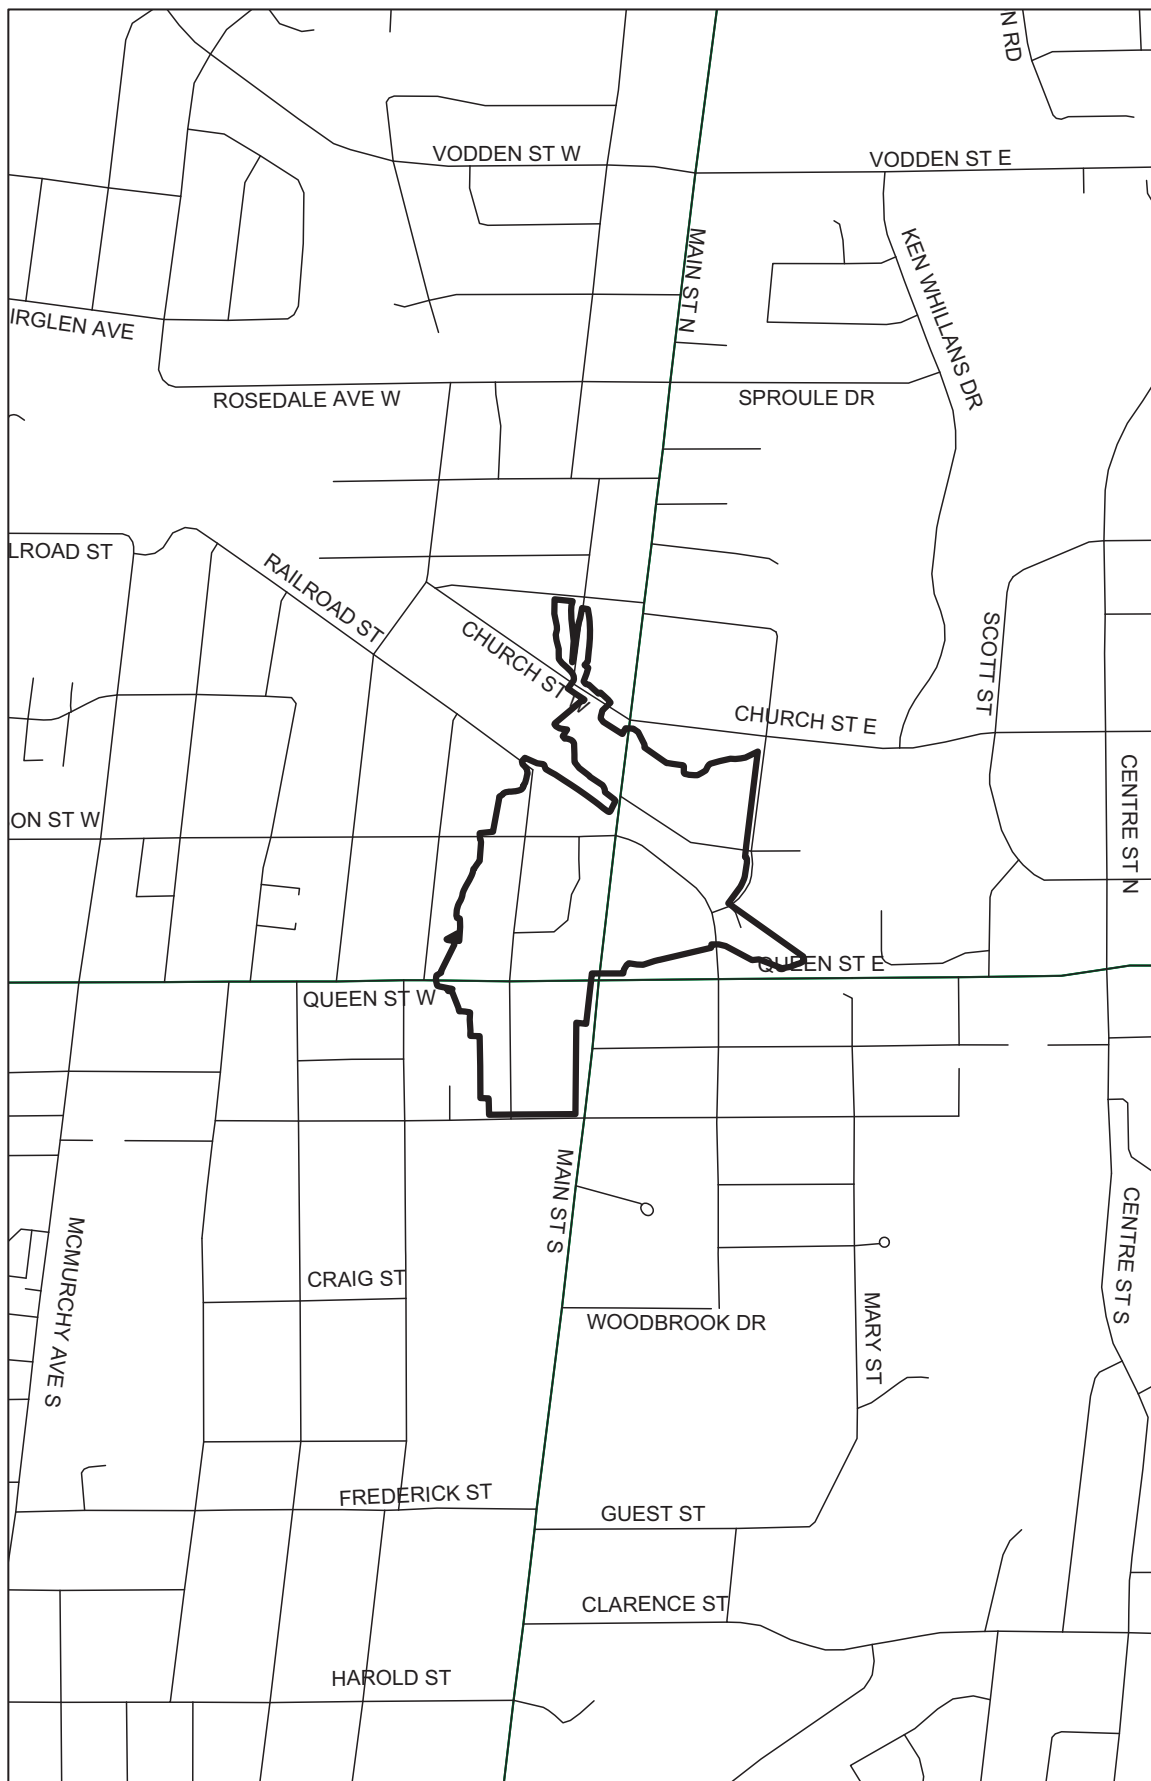 N RD
VODDEN ST W
VODDEN ST E
MAIN ST N
KEN WHILLANS DR
IRGLEN AVE
ROSEDALE AVE W
SPROULE DR
LROAD ST
RAILROAD ST
CHURCH ST W
SCOTT ST
CHURCH ST E
CENTRE ST N
ON ST W
QUEEN ST E
QUEEN ST W
MAIN ST S
MCMURCHY AVE S
CENTRE ST S
CRAIG ST
MARY ST
WOODBROOK DR
FREDERICK ST
GUEST ST
CLARENCE ST
HAROLD ST